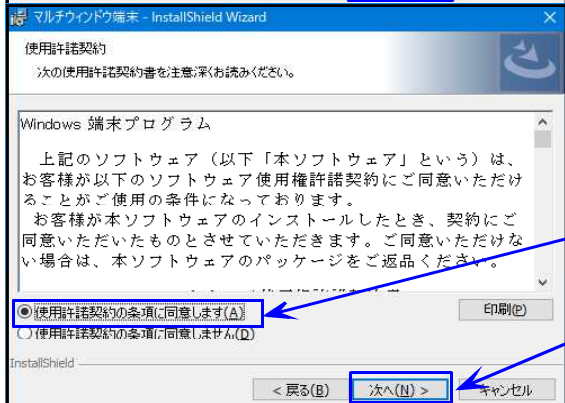 マルチウィンドウ端末 - InstallShield Wizard
使用許諾契約
次の使用許諾契約書を注意深くお読みください。
Windows 端末プログラム
上記のソフトウェア（以下「本ソフトウェア」という）は、
お客様が以下のソフトウェア使用権許諾契約にご同意いただけ
ることがご使用の条件になっております。
お客様が本ソフトウェアのインストールしたとき、契約にご
同意いただいたものとさせていただきます。ご同意いただけな
い場合は、本ソフトウェアのパッケージをご返品ください。
使用許諾契約の条項に同意します(A)
印刷(P)
使用許諾契約の条項に同意しません(D)
InstallShield
< 戻る(B)
次へ(N) >
キャンセル